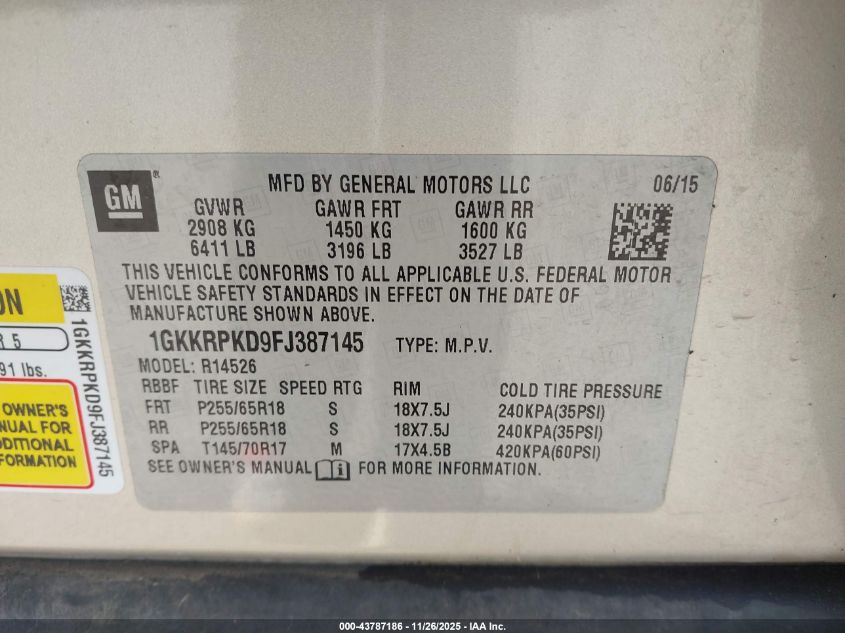 GM®
MFD BY GENERAL MOTORS LLC 06/15
GVWR GAWR FRT GAWR RR
2908 KG 1450 KG 1600 KG
6411 LB 3196 LB 3527 LB
THIS VEHICLE CONFORMS TO ALL APPLICABLE U.S. FEDERAL MOTOR
VEHICLE SAFETY STANDARDS IN EFFECT ON THE DATE OF
MANUFACTURE SHOWN ABOVE.
1GKKRPKD9FJ387145 TYPE: M.P.V.
MODEL: R14526
RBBF TIRE SIZE SPEED RTG RIM COLD TIRE PRESSURE
FRT P255/65R18 S 18X7.5J 240KPA(35PSI)
RR P255/65R18 S 18X7.5J 240KPA(35PSI)
SPA T145/70R17 M 17X4.5B 420KPA(60PSI)
SEE OWNER'S MANUAL i FOR MORE INFORMATION.
ON
R 5
91 lbs.
OWNER'S
NUAL FOR
DDITIONAL
FORMATION
1GKKRPKD9FJ387145
000-43787186 - 11/26/2025 - IAA Inc.